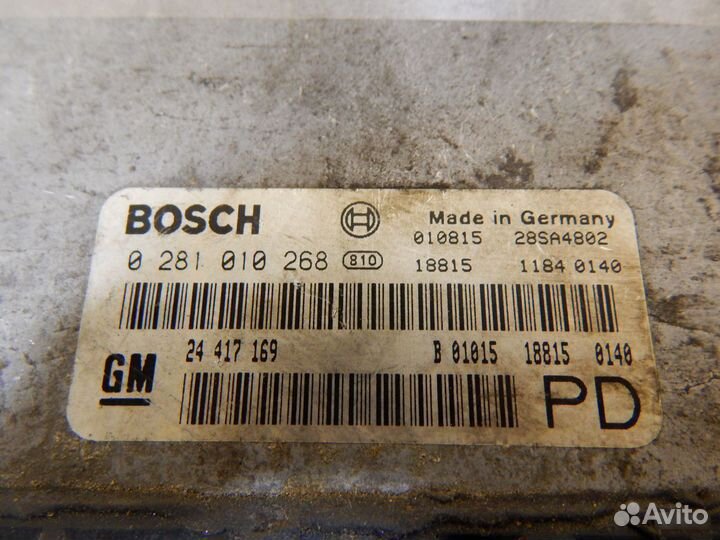 BOSCH
Made in Germany
010815 28SA4802
0 281 010 268 810 18815 1184 0140
24 417 169 B 01015 18815 0140
GM
PD
Avito